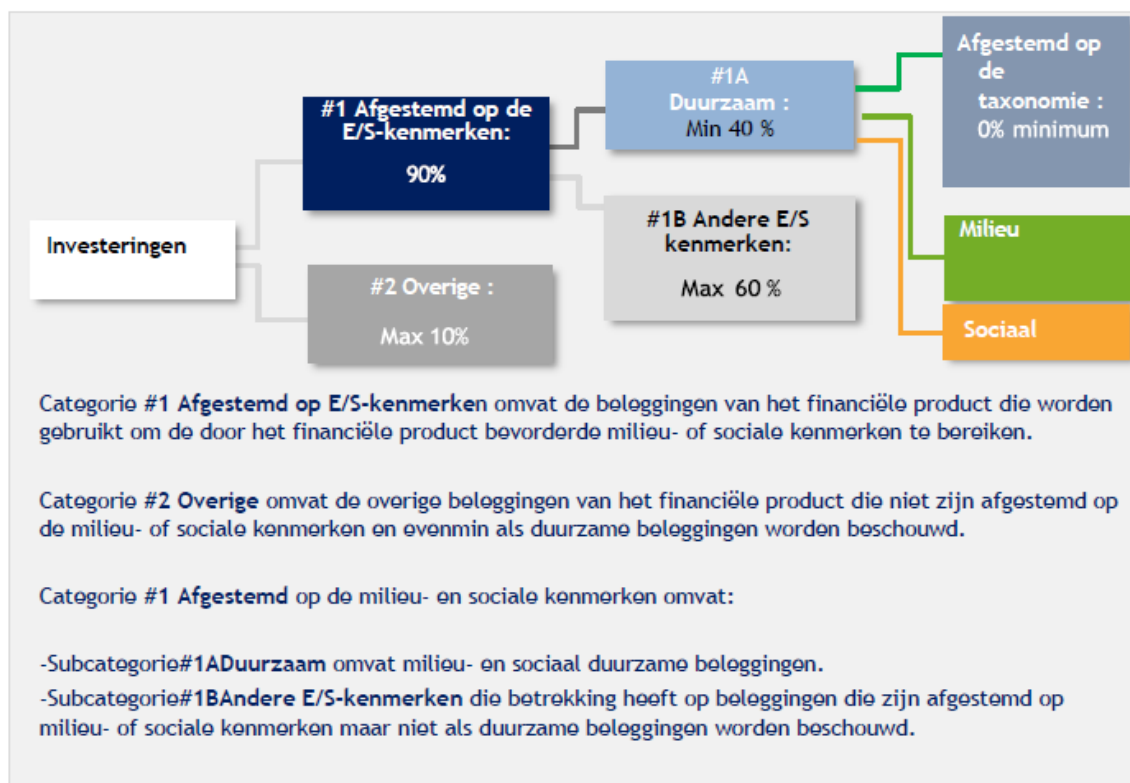 Investeringen
#1 Afgestemd op de
E/S-kenmerken:
90%
#2 Overige :
Max 10%
#1A
Duurzaam :
Min 40 %
#1B Andere E/S
kenmerken:
Max 60 %
Afgestemd op
de
taxonomie :
0% minimum
Milieu
Sociaal
Categorie #1 Afgestemd op E/S-kenmerken omvat de beleggingen van het financiële product die worden
gebruikt om de door het financiële product bevorderde milieu- of sociale kenmerken te bereiken.
Categorie #2 Overige omvat de overige beleggingen van het financiële product die niet zijn afgestemd op
de milieu- of sociale kenmerken en evenmin als duurzame beleggingen worden beschouwd.
Categorie #1 Afgestemd op de milieu- en sociale kenmerken omvat:
-Subcategorie#1ADuurzaam omvat milieu- en sociaal duurzame beleggingen.
-Subcategorie#1BAndere E/S-kenmerken die betrekking heeft op beleggingen die zijn afgestemd op
milieu- of sociale kenmerken maar niet als duurzame beleggingen worden beschouwd.